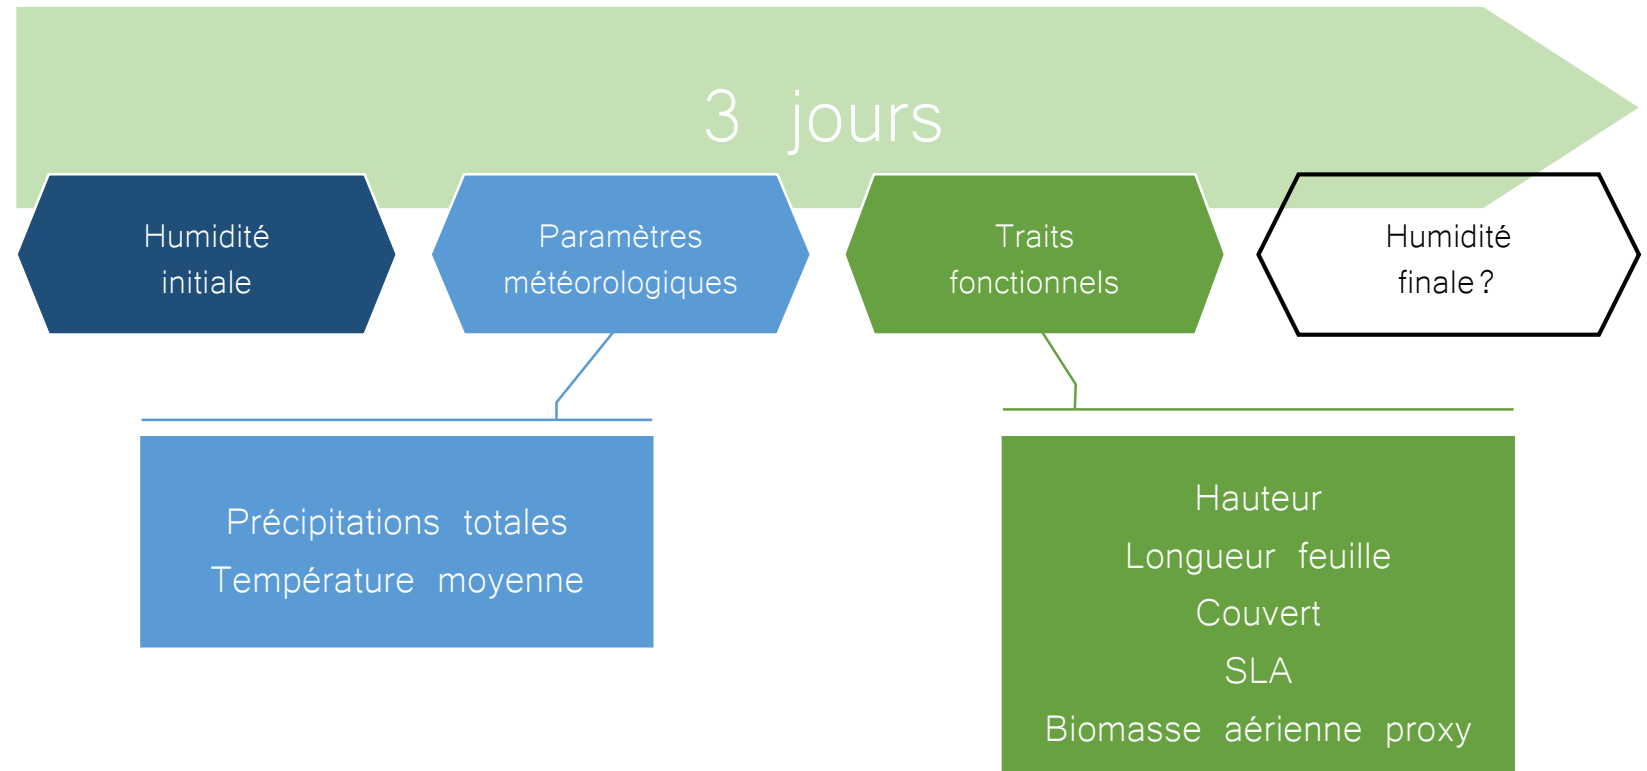 3 jours
Humidité
initiale
Paramètres
météorologiques
Traits
fonctionnels
Humidité
finale?
Précipitations totales
Température moyenne
Hauteur
Longueur feuille
Couvert
SLA
Biomasse aérienne proxy